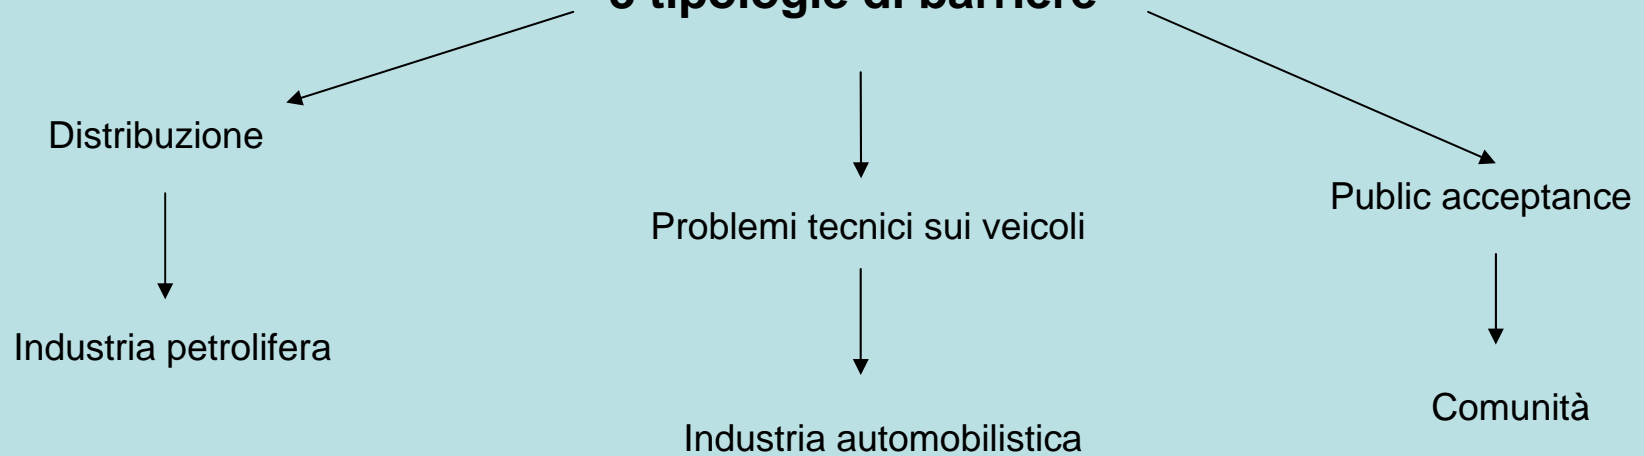 tipologie di barriere
Distribuzione
Problemi tecnici sui veicoli
Public acceptance
Industria petrolifera
Comunità
Industria automobilistica